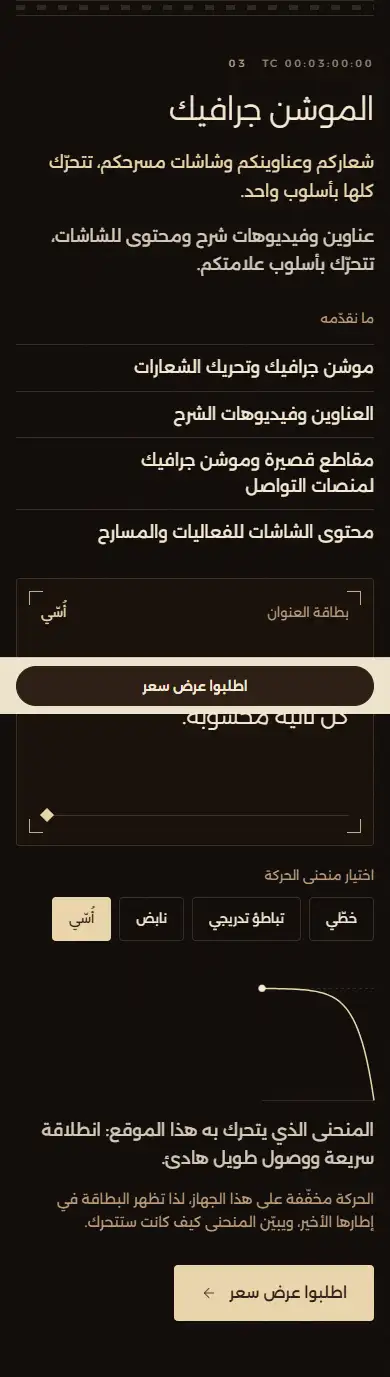 03 TC 00:03:00:00
الموشن جرافيك
شعاركم وعناوينكم وشاشات مسرحكم، تتحرّك
كلها بأسلوب واحد.
عناوين وفيديوهات شرح ومحتوى للشاشات،
تتحرّك بأسلوب علامتكم.
ما نقدّمه
موشن جرافيك وتحريك الشعارات
العناوين وفيديوهات الشرح
مقاطع قصيرة وموشن جرافيك
لمنصات التواصل
محتوى الشاشات للفعاليات والمسارح
بطاقة العنوان
أُسّي
اطلبوا عرض سعر
كل ثانية محسوبة.
اختيار منحنى الحركة
خطّي
تباطؤ تدريجي
نابض
أُسّي
المنحنى الذي يتحرك به هذا الموقع: انطلاقة
سريعة ووصول طويل هادئ.
الحركة مخفّفة على هذا الجهاز، لذا تظهر البطاقة في
إطارها الأخير، ويبيّن المنحنى كيف كانت ستتحرك.
اطلبوا عرض سعر ←